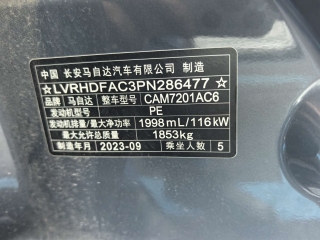 中国 长安马自达汽车有限公司 制造
☆LVRHDFAC3PN286477☆
品牌 马自达 整车型号 CAM7201AC6
发动机型号 PE
发动机排量/最大净功率 1998mL/116kW
最大允许总质量 1853kg
制造年月 2023-09 乘坐人数 5